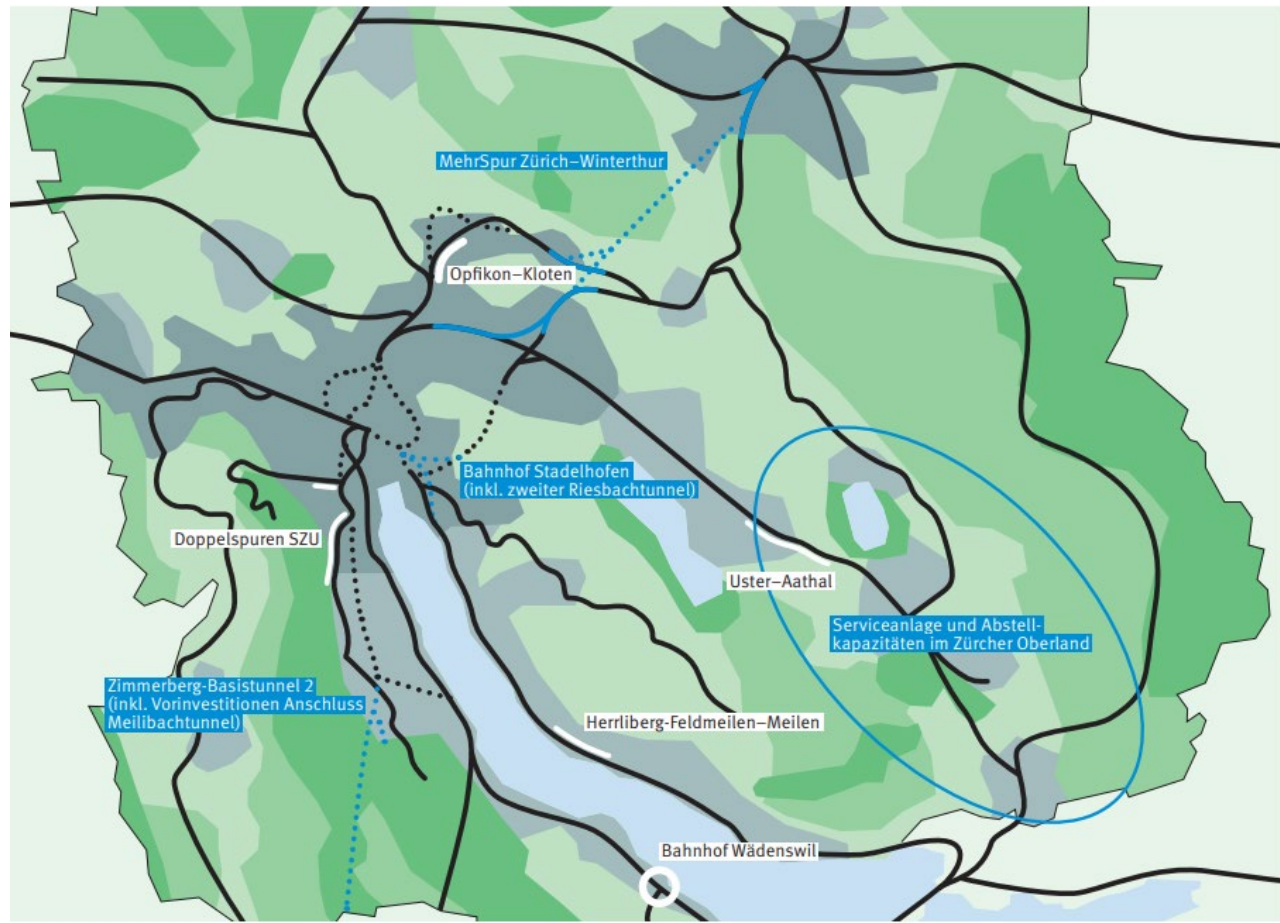 MehrSpur Zürich–Winterthur
Opfikon–Kloten
Bahnhof Stadelhofen
(inkl. zweiter Riesbachtunnel)
Doppelspuren SZU
Uster–Aathal
Serviceanlage und Abstell-
kapazitäten im Zürcher Oberland
Zimmerberg-Basistunnel 2
(inkl. Vorinvestitionen Anschluss
Meilibachtunnel)
Herrliberg-Feldmeilen–Meilen
Bahnhof Wädenswil